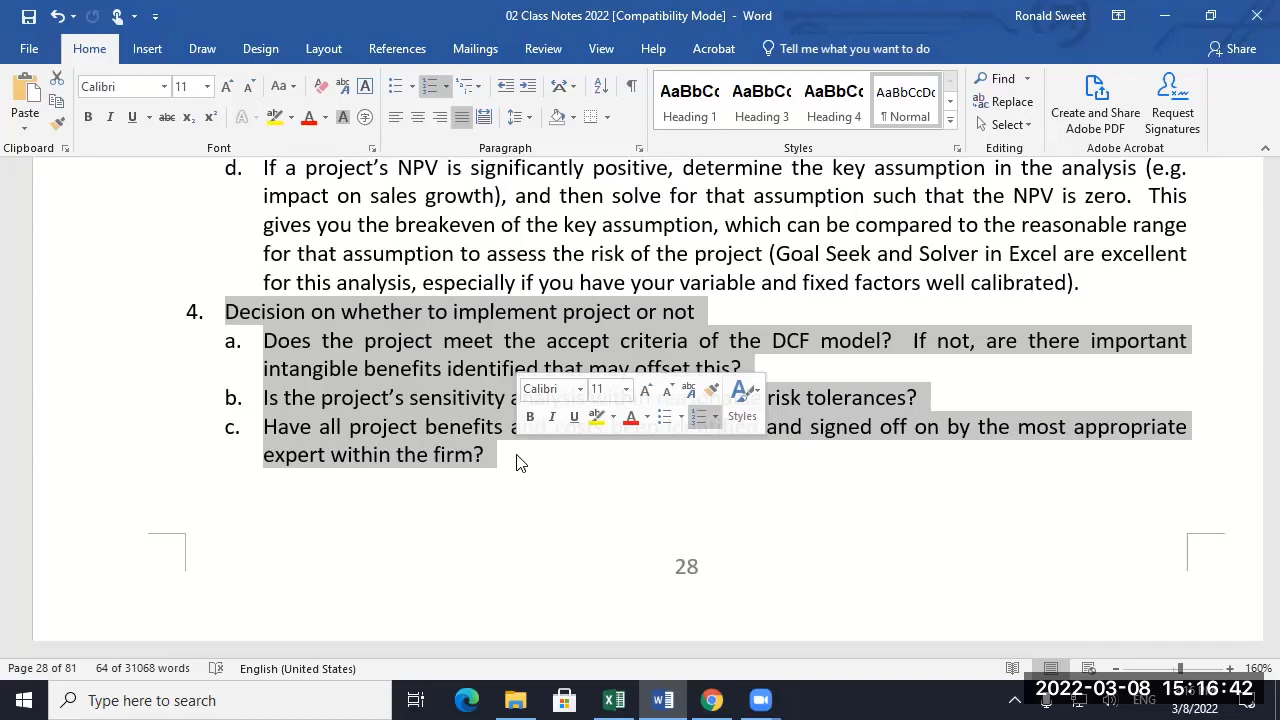 02 Class Notes 2022 [Compatibility Mode] - Word
Ronald Sweet
File Home Insert Draw Design Layout References Mailings Review View Help Acrobat Tell me what you want to do Share
Paste
Calibri 11
AaBbCc AaBbCc AaBbCc AaBbCcDc
Heading 1 Heading 3 Heading 4 ¶ Normal
Find
Replace
Select
Create and Share
Adobe PDF
Request
Signatures
Clipboard Font Paragraph Styles Editing Adobe Acrobat
d. If a project’s NPV is significantly positive, determine the key assumption in the analysis (e.g.
impact on sales growth), and then solve for that assumption such that the NPV is zero. This
gives you the breakeven of the key assumption, which can be compared to the reasonable range
for that assumption to assess the risk of the project (Goal Seek and Solver in Excel are excellent
for this analysis, especially if you have your variable and fixed factors well calibrated).
4. Decision on whether to implement project or not
a. Does the project meet the accept criteria of the DCF model? If not, are there important
intangible benefits identified that may offset this?
Calibri 11
b. Is the project’s sensitivity risk tolerances?
Styles
c. Have all project benefits and signed off on by the most appropriate
expert within the firm?
28
Page 28 of 81 64 of 31068 words English (United States) 160%
Type here to search
2022-03-08 15:16:42
ENG
3/8/2022